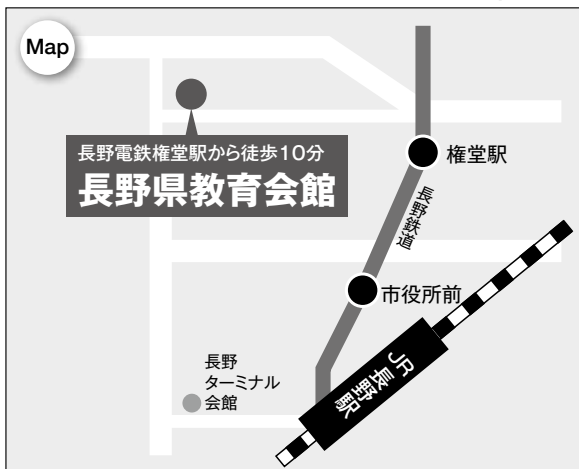 Map
長野電鉄権堂駅から徒歩10分
長野県教育会館
権堂駅
長野鉄道
市役所前
JR長野駅
長野
ターミナル
会館